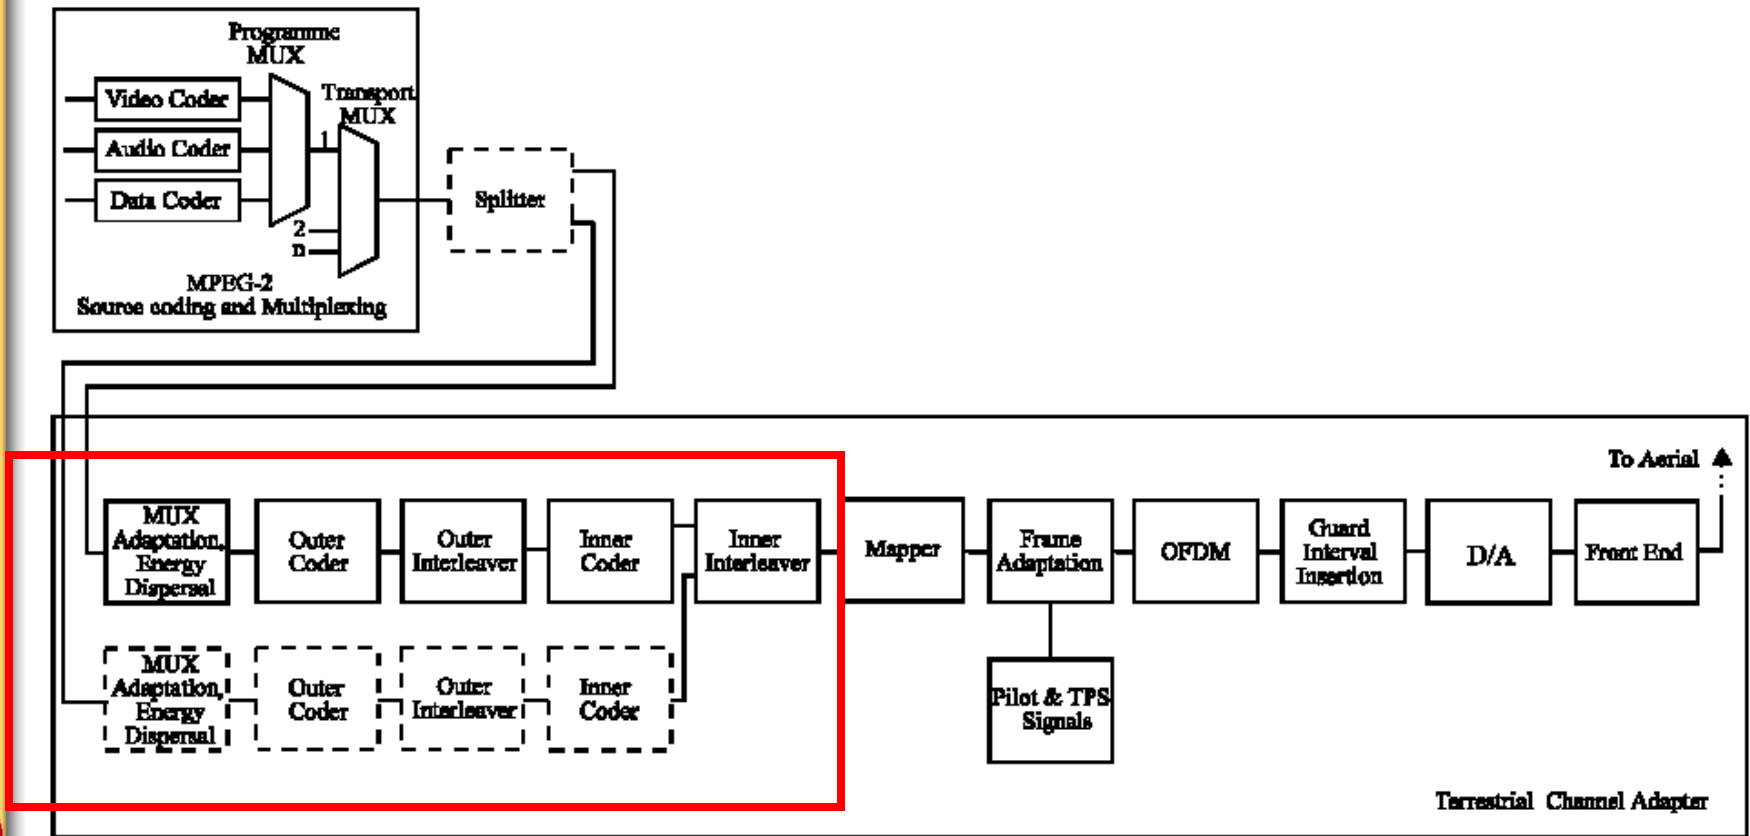 Programme
MUX
Transport
MUX
Video Coder
Audio Coder
Data Coder
1
2
n
MPEG-2
Source coding and Multiplexing
Splitter
To Aerial
MUX
Adaptation,
Energy
Dispersal
Outer
Coder
Outer
Interleaver
Inner
Coder
Inner
Interleaver
Mapper
Frame
Adaptation
OFDM
Guard
Interval
Insertion
D/A
Front End
MUX
Adaptation,
Energy
Dispersal
Outer
Coder
Outer
Interleaver
Inner
Coder
Pilot & TPS
Signals
Terrestrial Channel Adapter